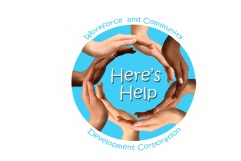 Workforce and Community
Here's
Help
Development Corporation